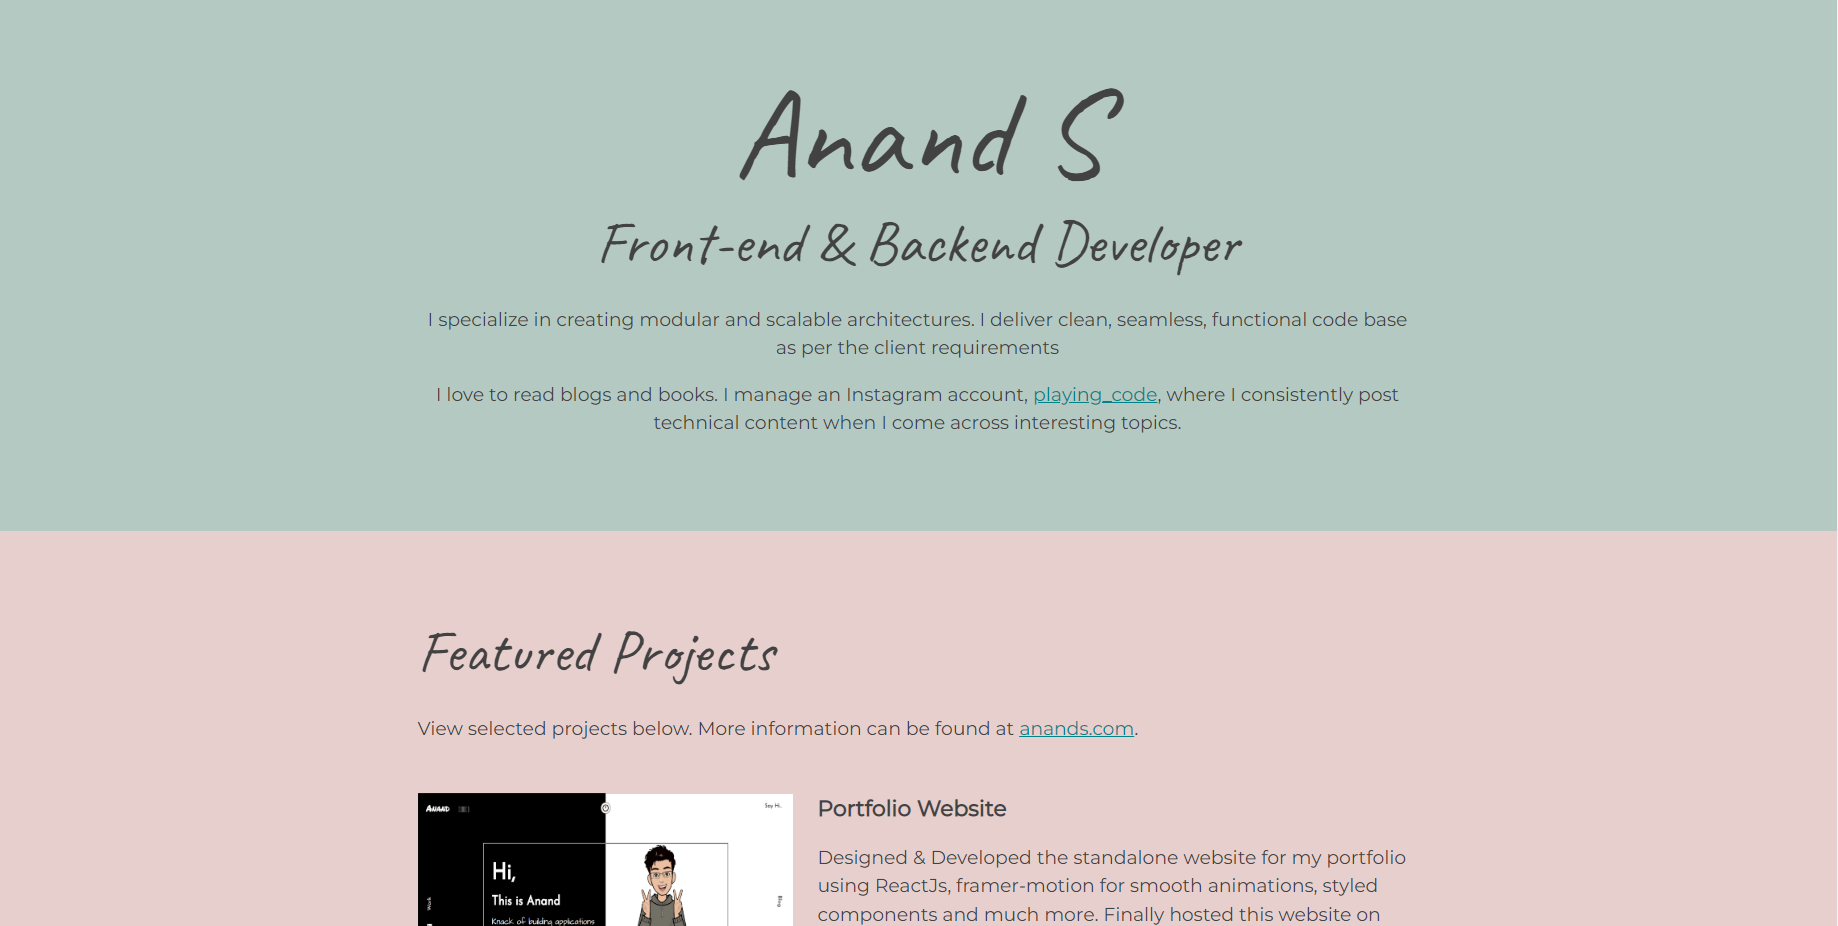 Anand S
Front-end & Backend Developer
I specialize in creating modular and scalable architectures. I deliver clean, seamless, functional code base
as per the client requirements
I love to read blogs and books. I manage an Instagram account, playing_code, where I consistently post
technical content when I come across interesting topics.
Featured Projects
View selected projects below. More information can be found at anands.com.
ANAND
Say Hi..
Hi,
This is Anand
Knack of building applications
Work
Blog
Portfolio Website
Designed & Developed the standalone website for my portfolio
using ReactJs, framer-motion for smooth animations, styled
components and much more. Finally hosted this website on